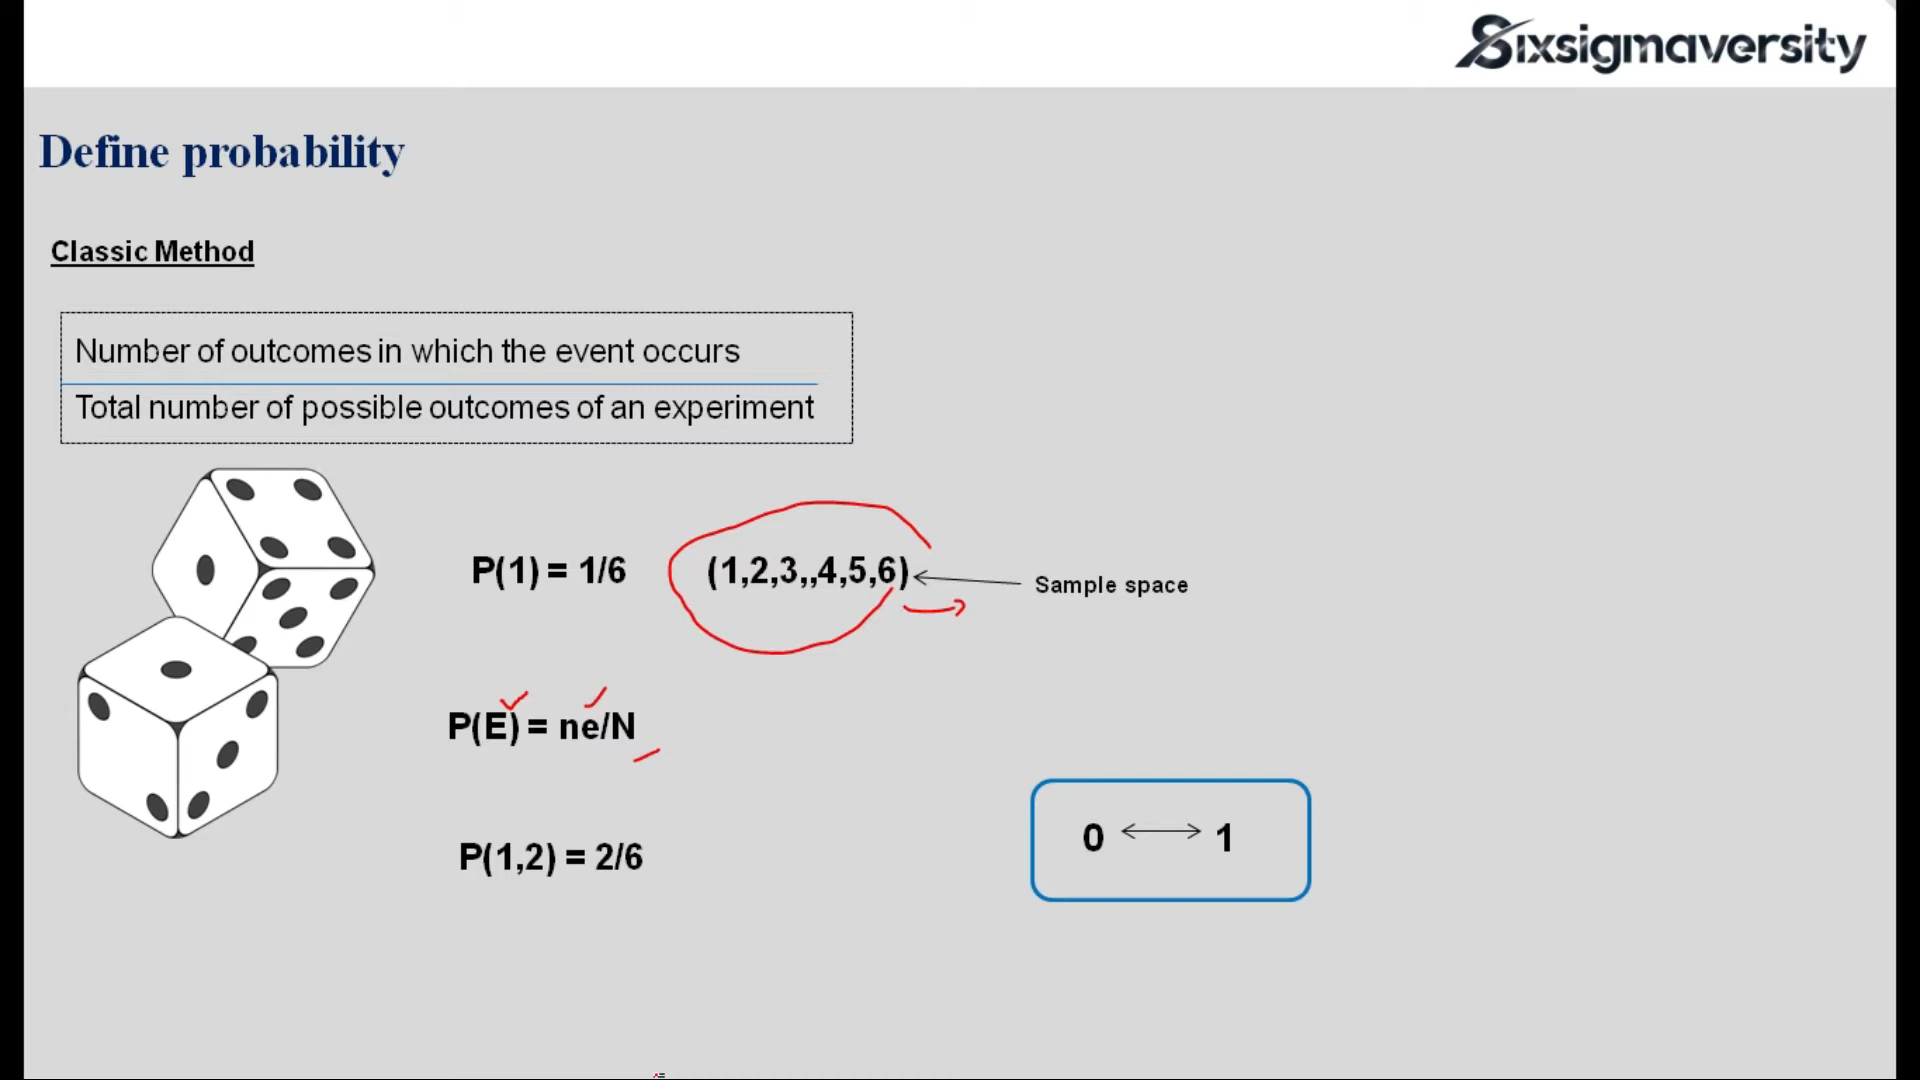 Sixsigmaversity
Define probability
Classic Method
Number of outcomes in which the event occurs
Total number of possible outcomes of an experiment
P(1) = 1/6
(1,2,3,,4,5,6)
Sample space
P(E) = ne/N
P(1,2) = 2/6
0
1